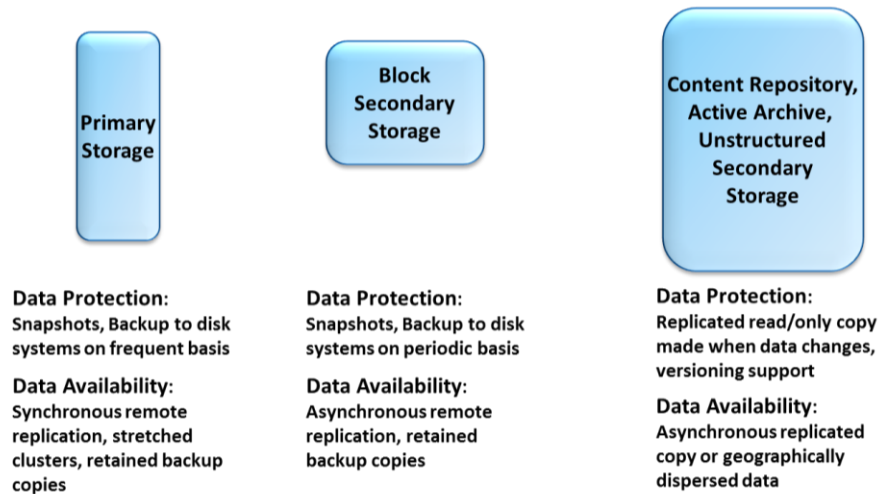 Primary
Storage
Data Protection:
Snapshots, Backup to disk
systems on frequent basis
Data Availability:
Synchronous remote
replication, stretched
clusters, retained backup
copies
Block
Secondary
Storage
Data Protection:
Snapshots, Backup to disk
systems on periodic basis
Data Availability:
Asynchronous remote
replication, retained
backup copies
Content Repository,
Active Archive,
Unstructured
Secondary
Storage
Data Protection:
Replicated read/only copy
made when data changes,
versioning support
Data Availability:
Asynchronous replicated
copy or geographically
dispersed data